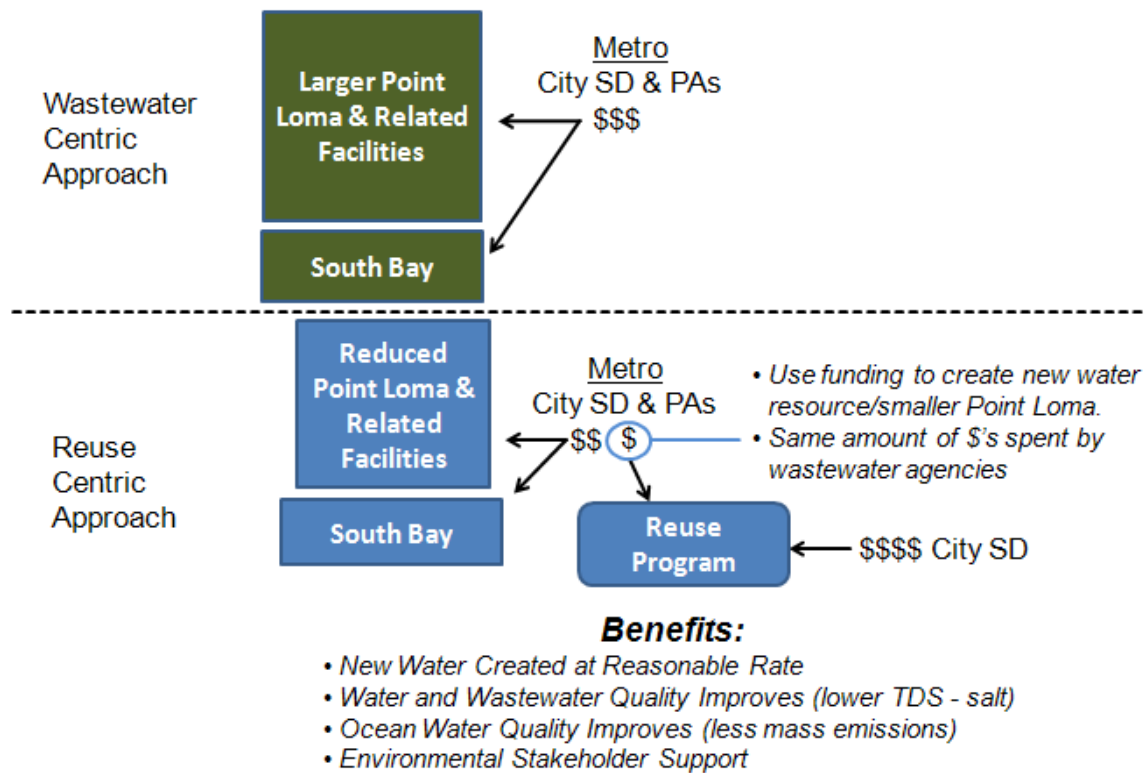 Wastewater
Centric
Approach
Larger Point
Loma & Related
Facilities
South Bay
Metro
City SD & PAs
$$$
Reuse
Centric
Approach
Reduced
Point Loma &
Related
Facilities
South Bay
Metro
City SD & PAs
$$ $
• Use funding to create new water
resource/smaller Point Loma.
• Same amount of $'s spent by
wastewater agencies
Reuse
Program
$$$$ City SD
Benefits:
• New Water Created at Reasonable Rate
• Water and Wastewater Quality Improves (lower TDS - salt)
• Ocean Water Quality Improves (less mass emissions)
• Environmental Stakeholder Support